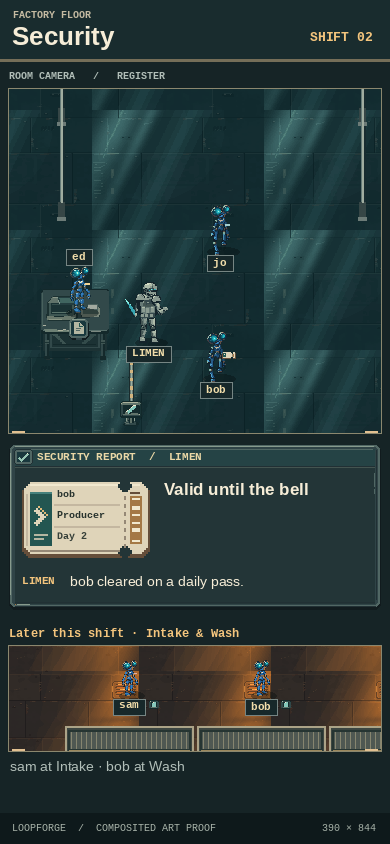 FACTORY FLOOR
Security
SHIFT 02
ROOM CAMERA / REGISTER
ed
jo
LIMEN
bob
SECURITY REPORT / LIMEN
bob
Producer
Day 2
Valid until the bell
LIMEN bob cleared on a daily pass.
Later this shift · Intake & Wash
sam
bob
sam at Intake · bob at Wash
LOOPFORGE / COMPOSITED ART PROOF
390 × 844